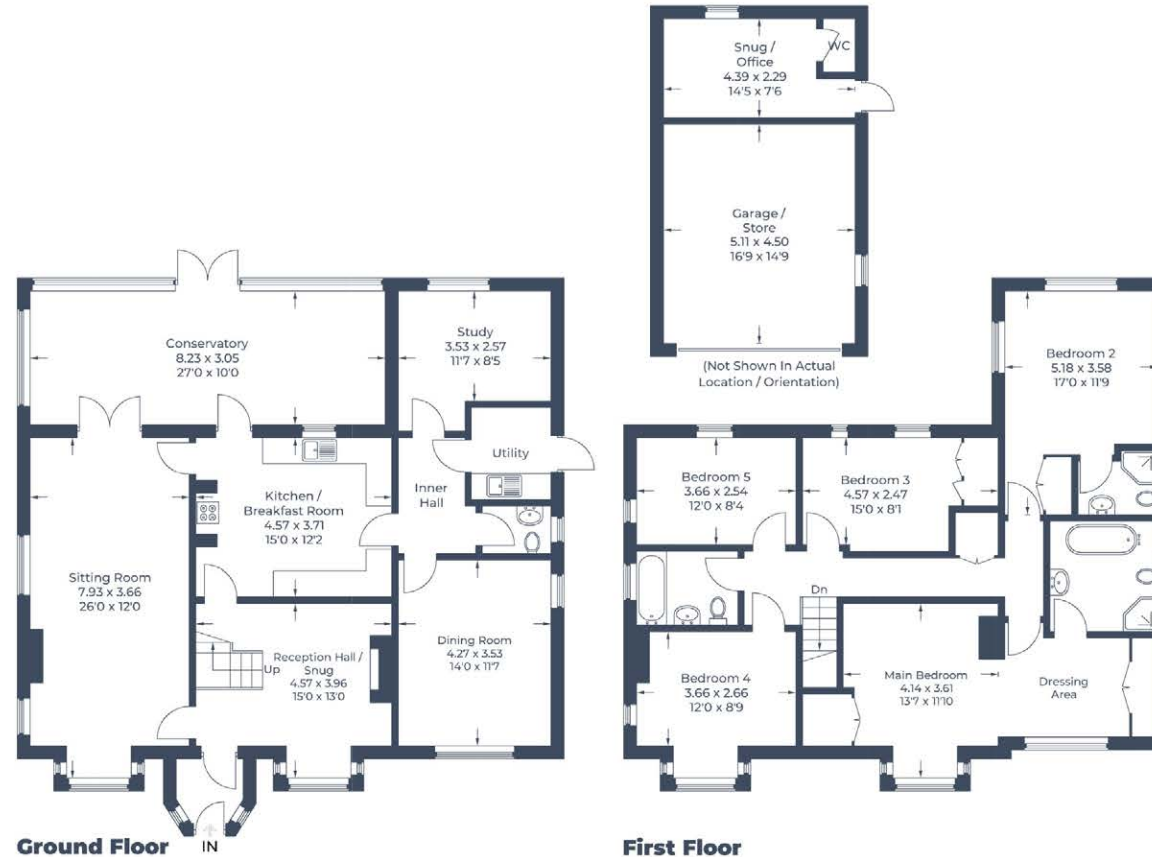 Snug /
Office
4.39 x 2.29
14'5 x 7'6
WC
Garage /
Store
5.11 x 4.50
16'9 x 14'9
(Not Shown In Actual
Location / Orientation)
Conservatory
8.23 x 3.05
27'0 x 10'0
Study
3.53 x 2.57
11'7 x 8'5
Utility
Inner
Hall
Kitchen /
Breakfast Room
4.57 x 3.71
15'0 x 12'2
Sitting Room
7.93 x 3.66
26'0 x 12'0
Reception Hall /
Snug
4.57 x 3.96
15'0 x 13'0
Up
Dining Room
4.27 x 3.53
14'0 x 11'7
IN
Ground Floor
Bedroom 2
5.18 x 3.58
17'0 x 11'9
Bedroom 5
3.66 x 2.54
12'0 x 8'4
Bedroom 3
4.57 x 2.47
15'0 x 8'1
Dn
Bedroom 4
3.66 x 2.66
12'0 x 8'9
Main Bedroom
4.14 x 3.61
13'7 x 11'10
Dressing
Area
First Floor